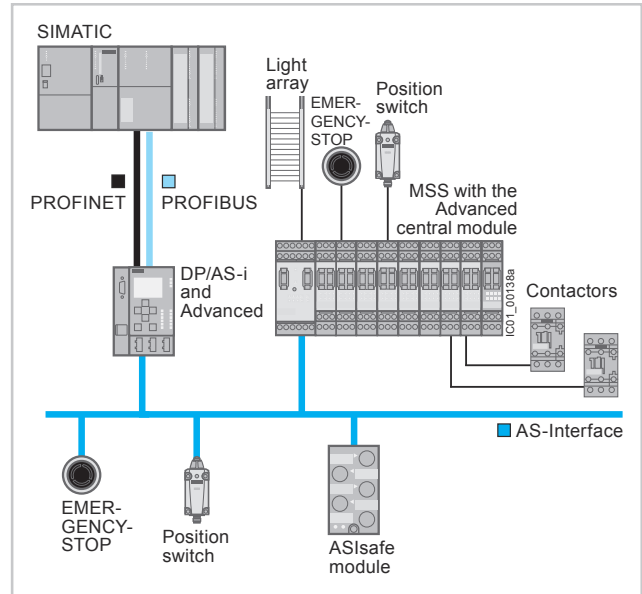 SIMATIC
Light
array
EMER-
GENCY-
STOP
Position
switch
PROFINET
PROFIBUS
MSS with the
Advanced
central module
DP/AS-i
and
Advanced
IC01_00138a
Contactors
AS-Interface
EMER-
GENCY-
STOP
Position
switch
ASIsafe
module